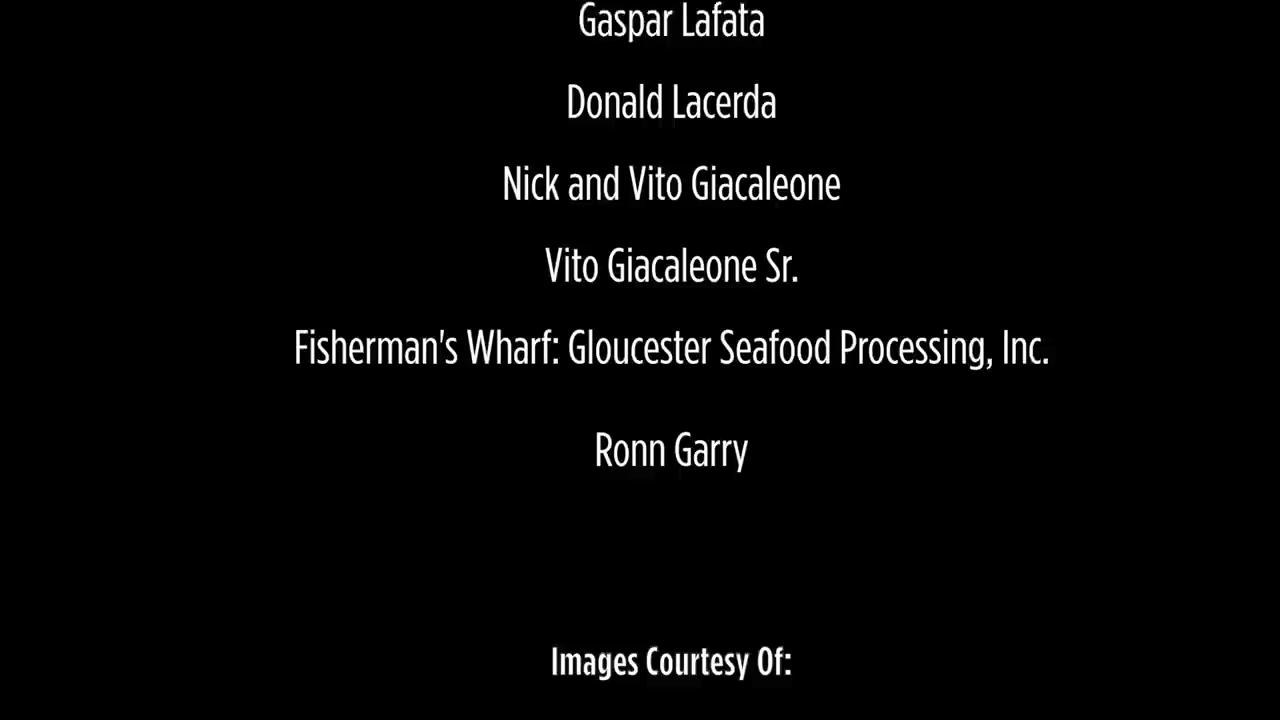 Gaspar Lafata
Donald Lacerda
Nick and Vito Giacaleone
Vito Giacaleone Sr.
Fisherman's Wharf: Gloucester Seafood Processing, Inc.
Ronn Garry
Images Courtesy Of: